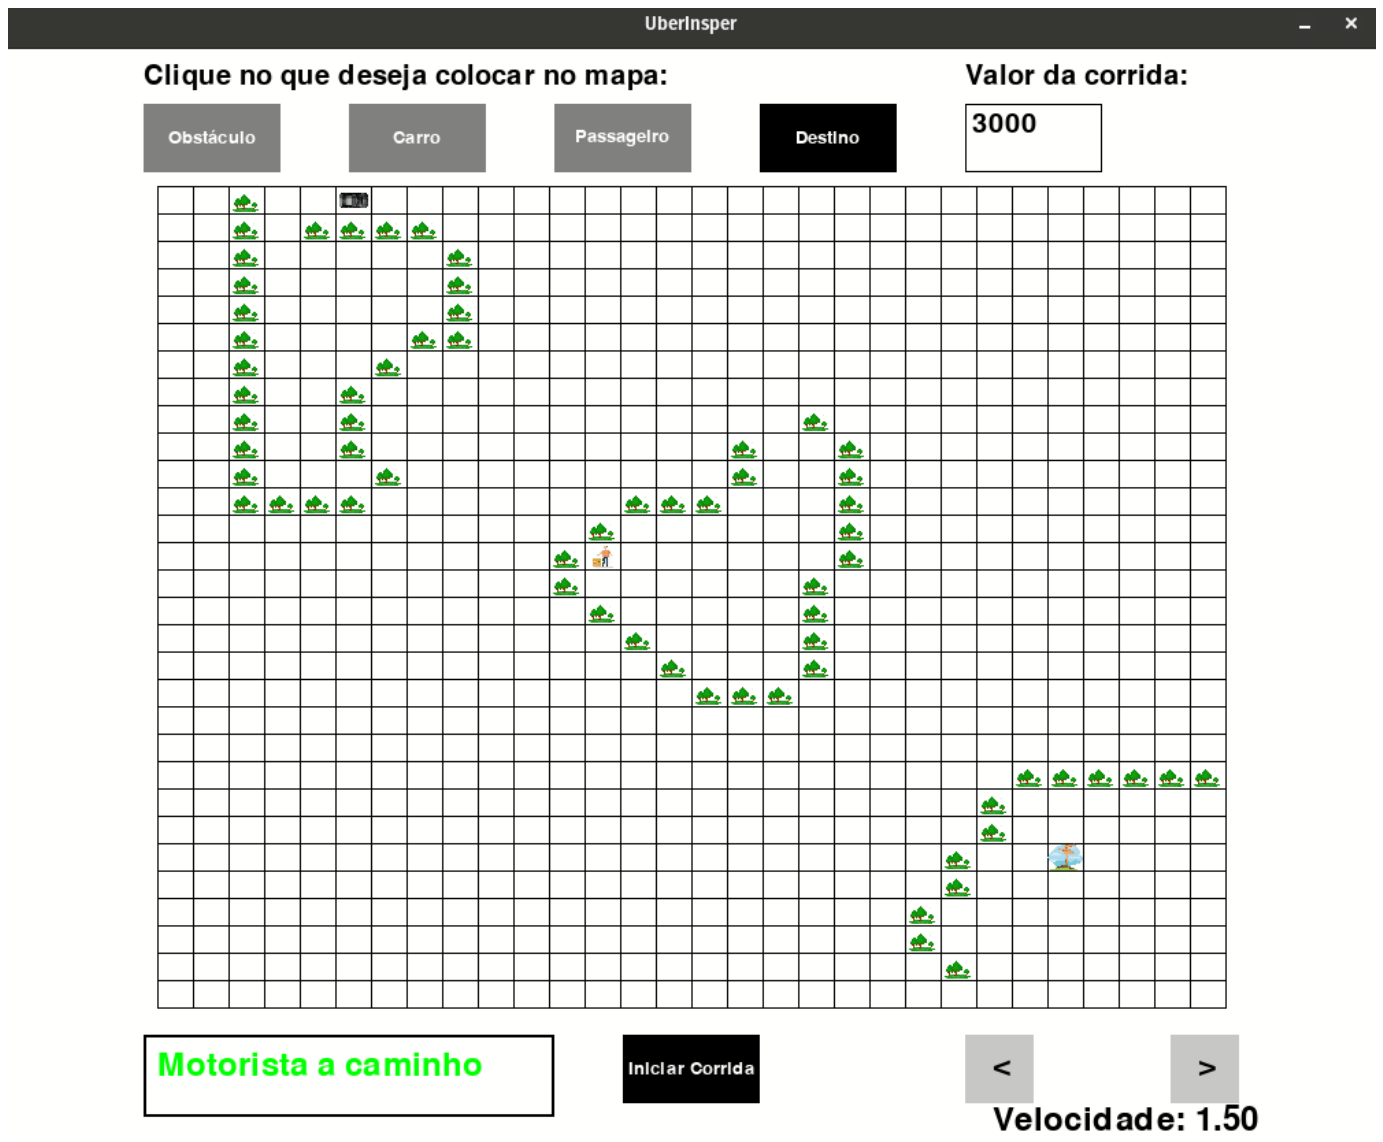 UberInsper
Clique no que deseja colocar no mapa:
Valor da corrida:
Obstáculo
Carro
Passageiro
Destino
3000
Motorista a caminho
Iniciar Corrida
<
>
Velocidade: 1.50